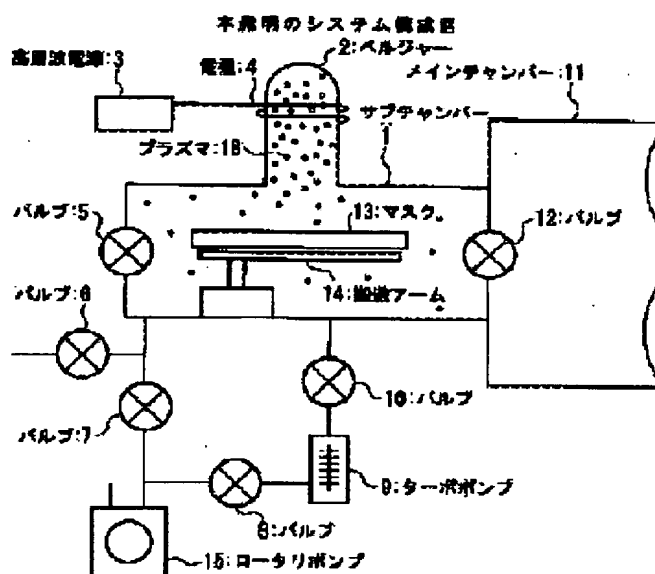 本発明のシステム構成図
2:ベルジャー
高周波電源:3
電極:4
メインチャンバー:11
サブチャンバー
1
プラズマ:18
バルブ:5
13:マスク
12:バルブ
14:搬送アーム
バルブ:6
バルブ:7
10:バルブ
9:ターボポンプ
8:バルブ
15:ロータリポンプ